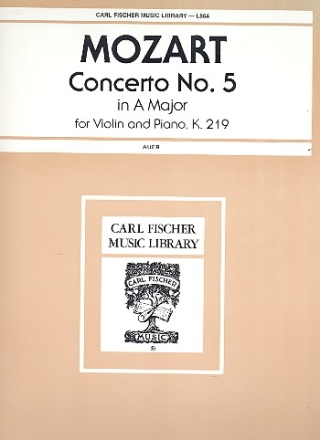 CARL FISCHER MUSIC LIBRARY — L864
MOZART
Concerto No. 5
in A Major
for Violin and Piano, K. 219
AUER
CARL FISCHER
MUSIC LIBRARY
CARL FISCHER
MUSIC
®